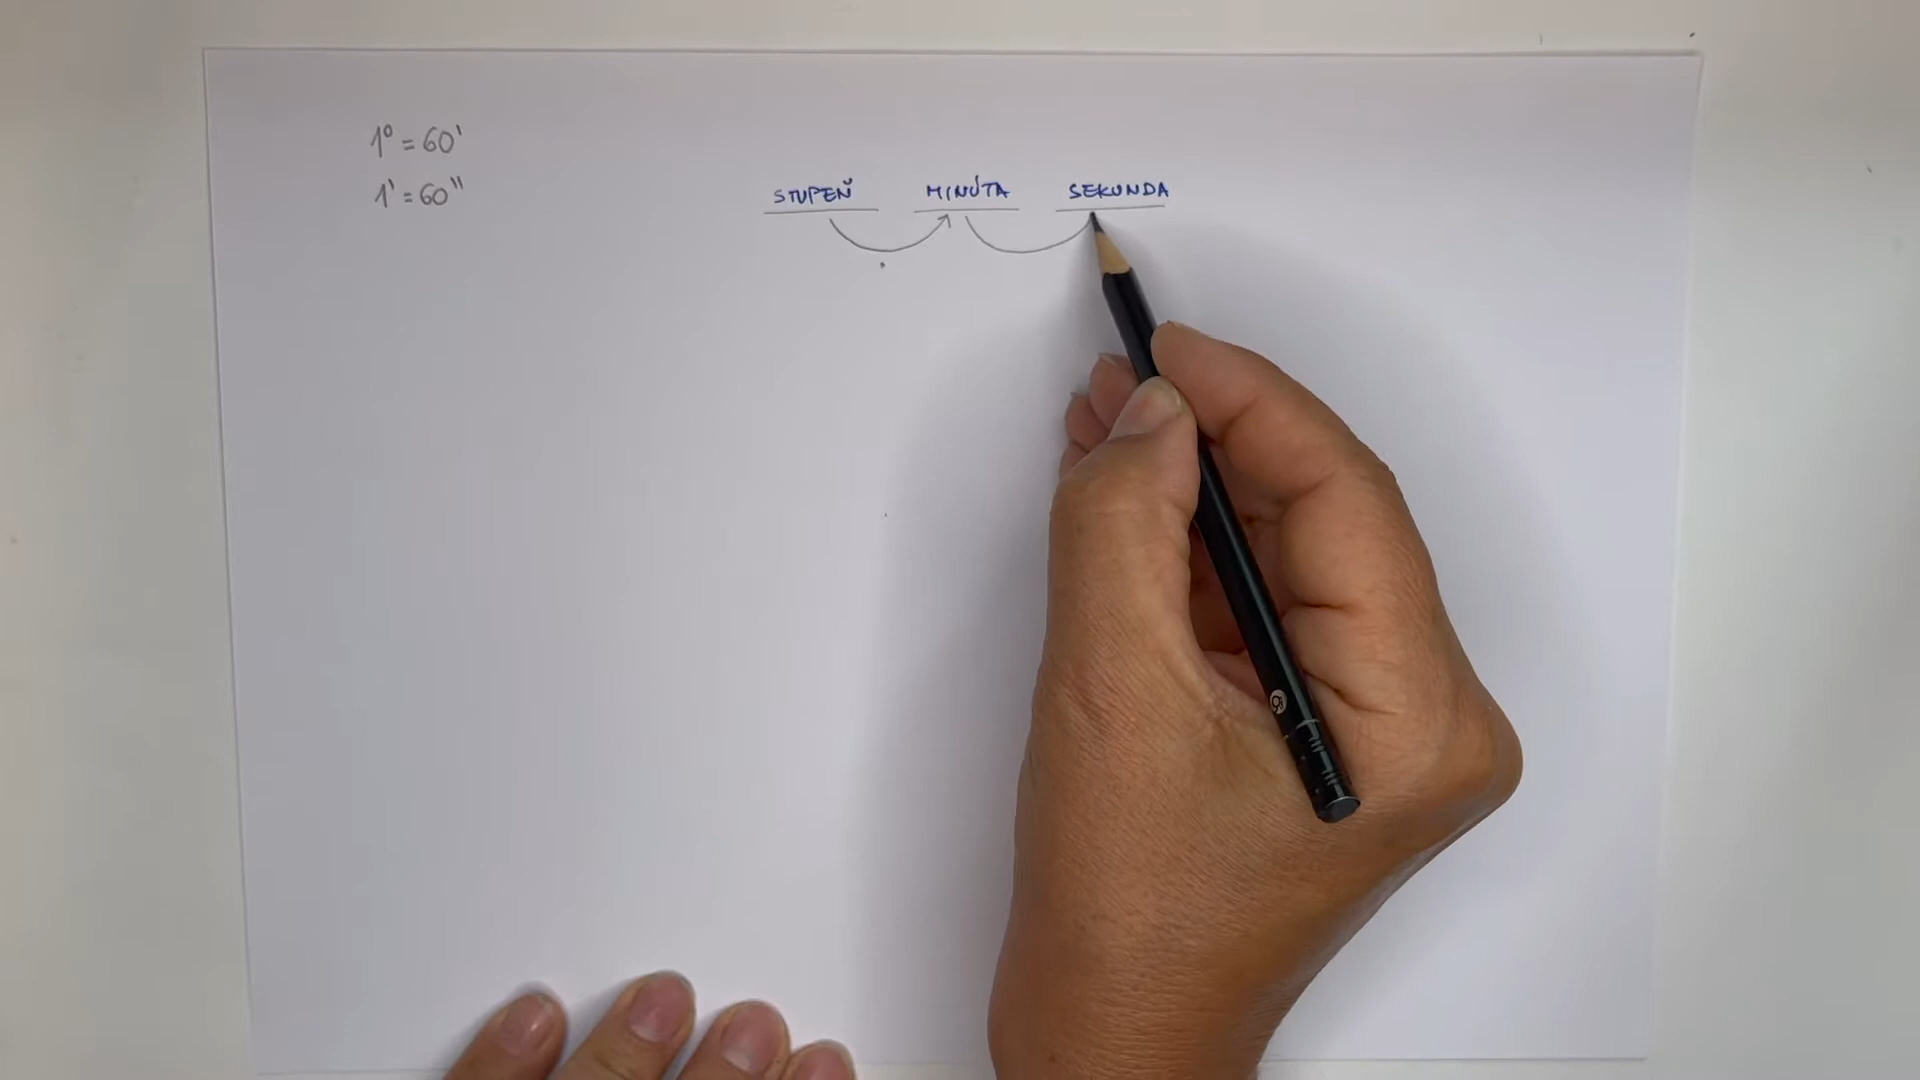 1° = 60'
1' = 60"
STUPEŇ MINÚTA SEKUNDA